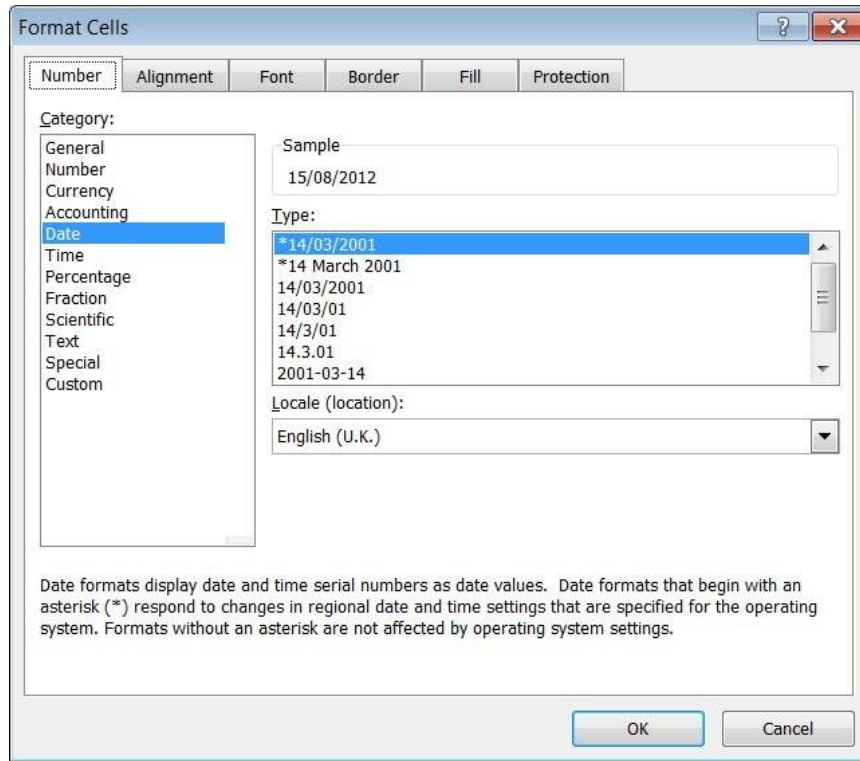 Format Cells
Number Alignment Font Border Fill Protection
Category:
General
Number
Currency
Accounting
Date
Time
Percentage
Fraction
Scientific
Text
Special
Custom
Sample
15/08/2012
Type:
*14/03/2001
*14 March 2001
14/03/2001
14/03/01
14/3/01
14.3.01
2001-03-14
Locale (location):
English (U.K.)
Date formats display date and time serial numbers as date values.  Date formats that begin with an
asterisk (*) respond to changes in regional date and time settings that are specified for the operating
system. Formats without an asterisk are not affected by operating system settings.
OK Cancel